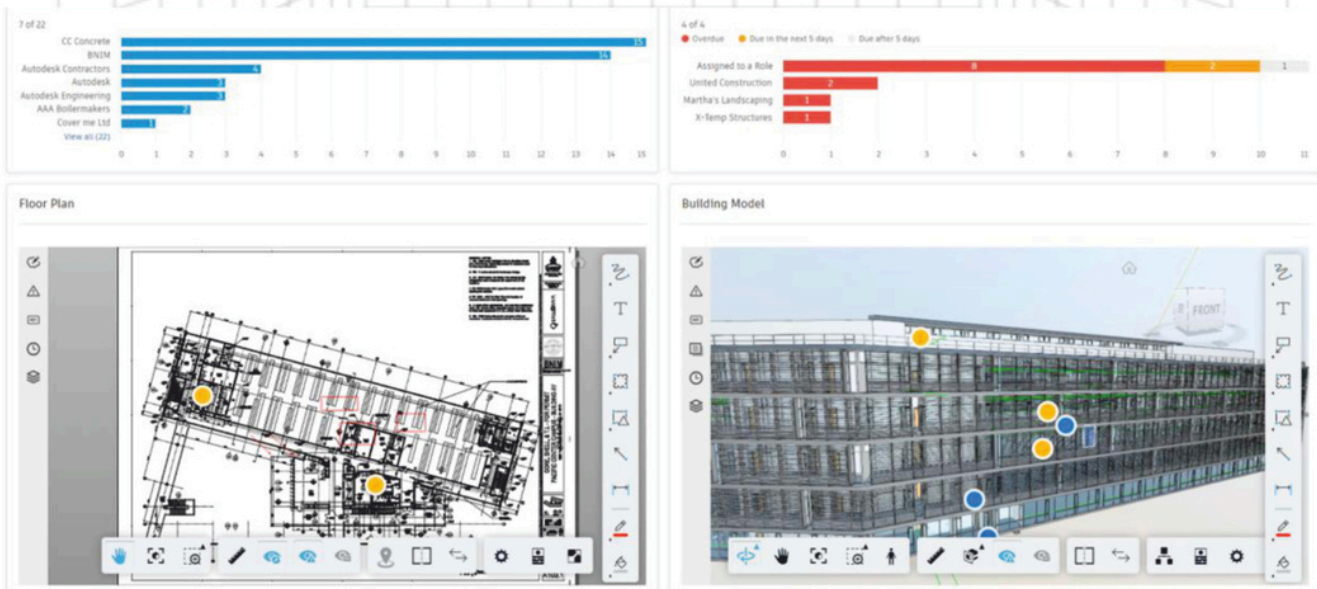 7 of 22
CC Concrete 15
BNIM 14
Autodesk Contractors 4
Autodesk 3
Autodesk Engineering 3
AAA Boilermakers 2
Cover me Ltd 1
View all (22)
0 1 2 3 4 5 6 7 8 9 10 11 12 13 14 15
4 of 4
Overdue Due in the next 5 days Due after 5 days
Assigned to a Role 8 2 1
United Construction 2
Martha's Landscaping 1
X-Temp Structures 1
0 1 2 3 4 5 6 7 8 9 10 11
Floor Plan
T
BNIM
Building Model
FRONT
T